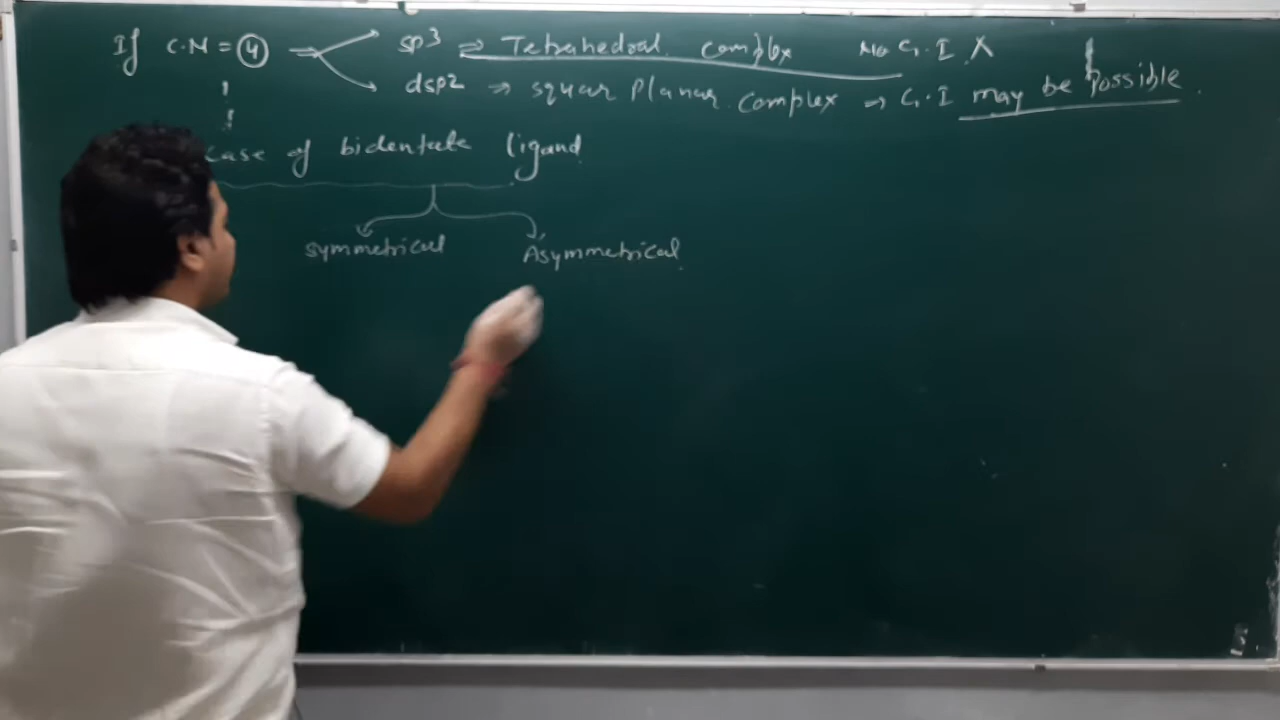 If C.N = 4 → sp3 ⇒ Tetrahedral complex No G.I X
dsp2 → squar Planar complex ⇒ G.I may be Possible.
case of bidentate ligand
symmetrical Asymmetrical